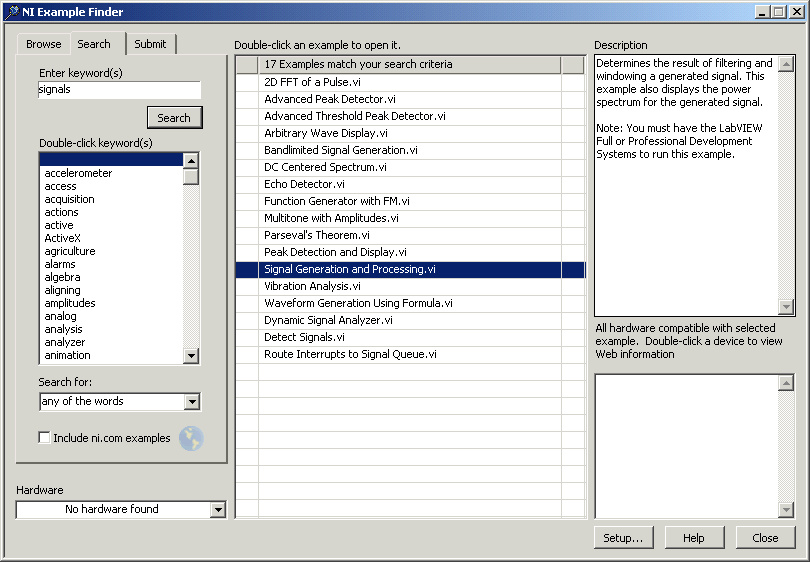 NI Example Finder
Browse
Search
Submit
Enter keyword(s)
signals
Search
Double-click keyword(s)
accelerometer
access
acquisition
actions
active
ActiveX
agriculture
alarms
algebra
aligning
amplitudes
analog
analysis
analyzer
animation
Search for:
any of the words
Include ni.com examples
Hardware
No hardware found
Double-click an example to open it.
17 Examples match your search criteria
2D FFT of a Pulse.vi
Advanced Peak Detector.vi
Advanced Threshold Peak Detector.vi
Arbitrary Wave Display.vi
Bandlimited Signal Generation.vi
DC Centered Spectrum.vi
Echo Detector.vi
Function Generator with FM.vi
Multitone with Amplitudes.vi
Parseval's Theorem.vi
Peak Detection and Display.vi
Signal Generation and Processing.vi
Vibration Analysis.vi
Waveform Generation Using Formula.vi
Dynamic Signal Analyzer.vi
Detect Signals.vi
Route Interrupts to Signal Queue.vi
Description
Determines the result of filtering and
windowing a generated signal. This
example also displays the power
spectrum for the generated signal.
Note: You must have the LabVIEW
Full or Professional Development
Systems to run this example.
All hardware compatible with selected
example. Double-click a device to view
Web information
Setup...
Help
Close